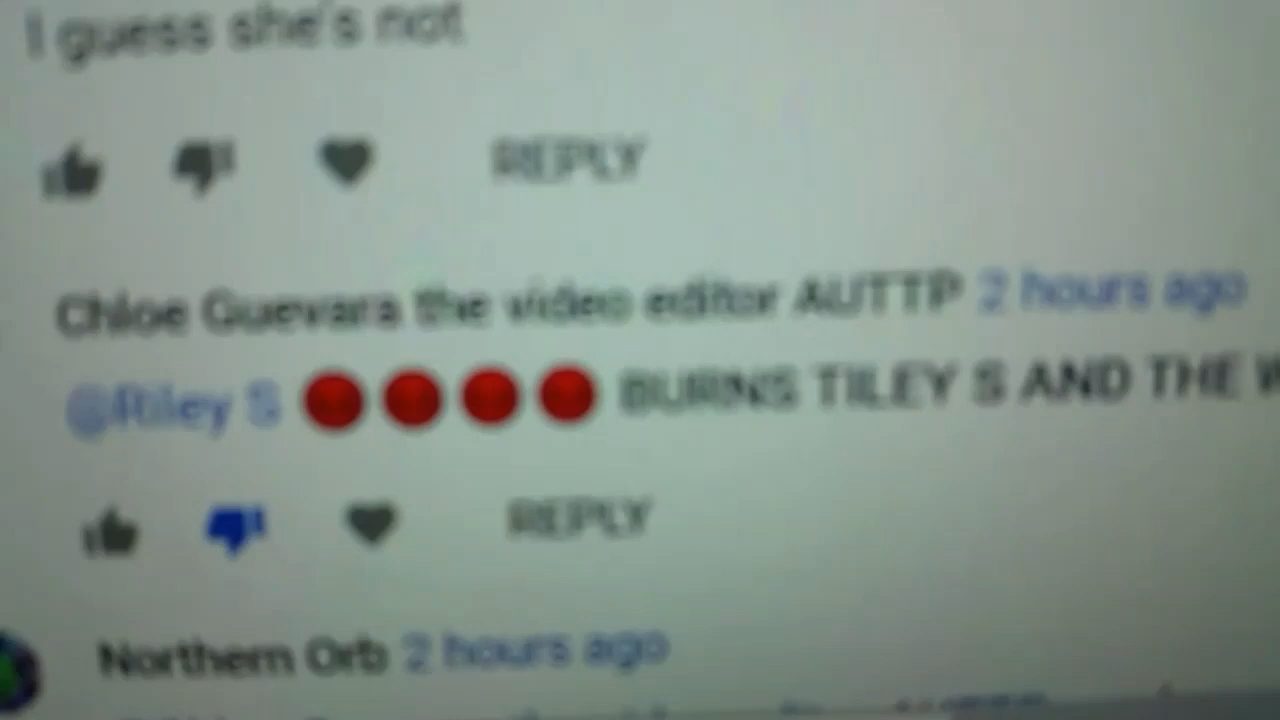 I guess she's not
REPLY
Chloe Guevara the video editor AUTTP 2 hours ago
@Riley S BURNS TILEY S AND THE
REPLY
Northern Orb 2 hours ago